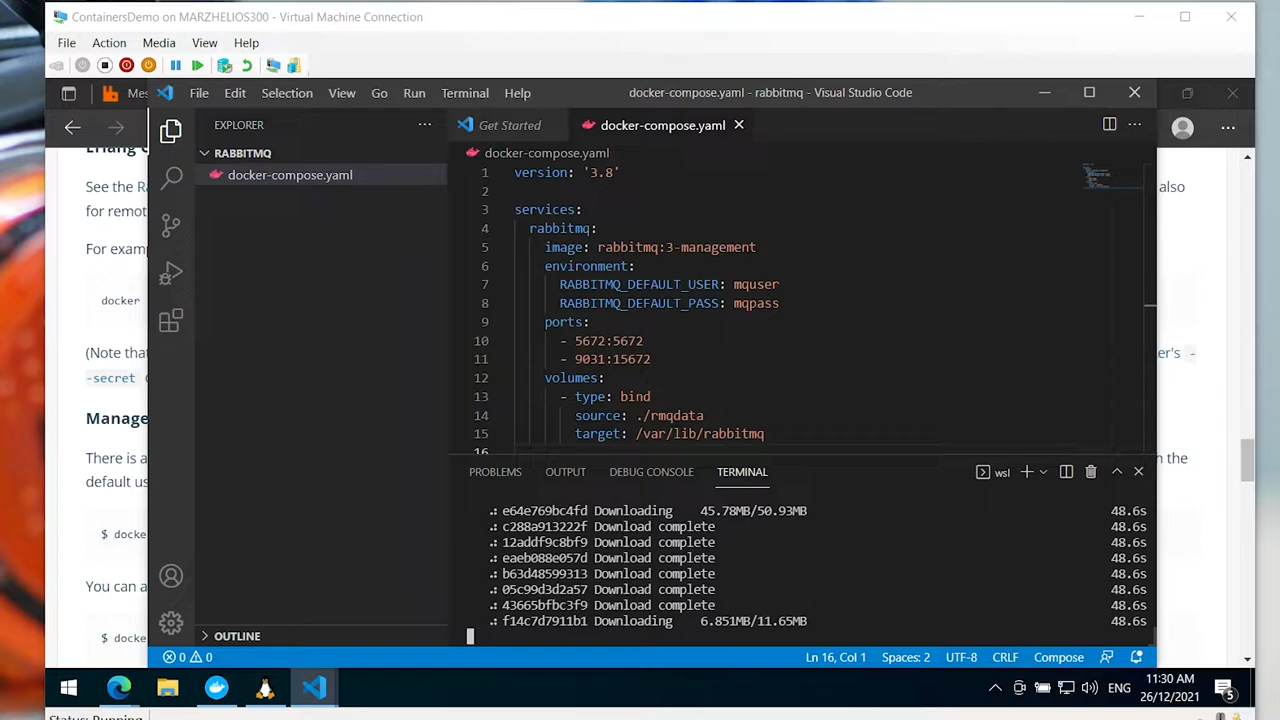 ContainersDemo on MARZHELIOS300 - Virtual Machine Connection
File Action Media View Help
Mes
File Edit Selection View Go Run Terminal Help
docker-compose.yaml - rabbitmq - Visual Studio Code
EXPLORER
Get Started
docker-compose.yaml
RABBITMQ
docker-compose.yaml
docker-compose.yaml
1 version: '3.8'
2
3 services:
4 rabbitmq:
5 image: rabbitmq:3-management
6 environment:
7 RABBITMQ_DEFAULT_USER: mquser
8 RABBITMQ_DEFAULT_PASS: mqpass
9 ports:
10 - 5672:5672
11 - 9031:15672
12 volumes:
13 - type: bind
14 source: ./rmqdata
15 target: /var/lib/rabbitmq
16
Erlang C
See the Ra
also
for remot
For examp
docker
(Note that
ker's -
-secret
Manage
There is a
n the
default us
$ docke
You can a
$ docke
PROBLEMS OUTPUT DEBUG CONSOLE TERMINAL
wsl
e64e769bc4fd Downloading 45.78MB/50.93MB 48.6s
c288a913222f Download complete 48.6s
12addf9c8bf9 Download complete 48.6s
eaeb088e057d Download complete 48.6s
b63d48599313 Download complete 48.6s
05c99d3d2a57 Download complete 48.6s
43665bfbc3f9 Download complete 48.6s
f14c7d7911b1 Downloading 6.851MB/11.65MB 48.6s
OUTLINE
0 0
Ln 16, Col 1 Spaces: 2 UTF-8 CRLF Compose
ENG
11:30 AM
26/12/2021
5
Status: Running